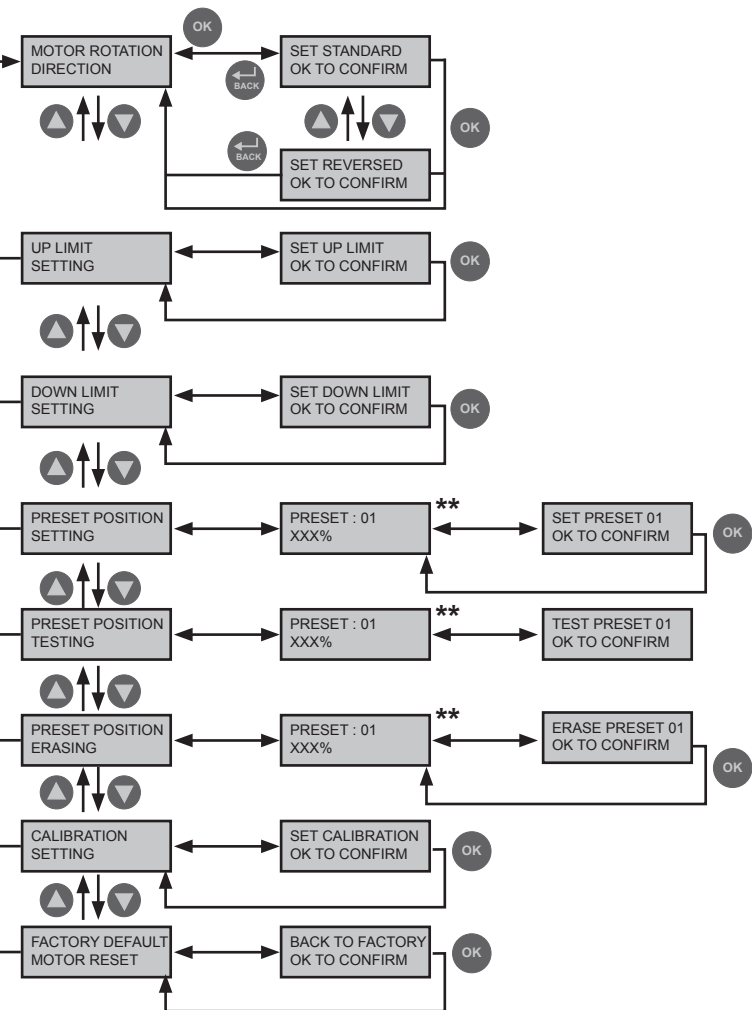 OK
MOTOR ROTATION
DIRECTION
SET STANDARD
OK TO CONFIRM
BACK
OK
BACK
SET REVERSED
OK TO CONFIRM
UP LIMIT
SETTING
SET UP LIMIT
OK TO CONFIRM
OK
DOWN LIMIT
SETTING
SET DOWN LIMIT
OK TO CONFIRM
OK
PRESET POSITION
SETTING
PRESET : 01
XXX%
**
SET PRESET 01
OK TO CONFIRM
OK
PRESET POSITION
TESTING
PRESET : 01
XXX%
**
TEST PRESET 01
OK TO CONFIRM
PRESET POSITION
ERASING
PRESET : 01
XXX%
**
ERASE PRESET 01
OK TO CONFIRM
OK
CALIBRATION
SETTING
SET CALIBRATION
OK TO CONFIRM
OK
FACTORY DEFAULT
MOTOR RESET
BACK TO FACTORY
OK TO CONFIRM
OK